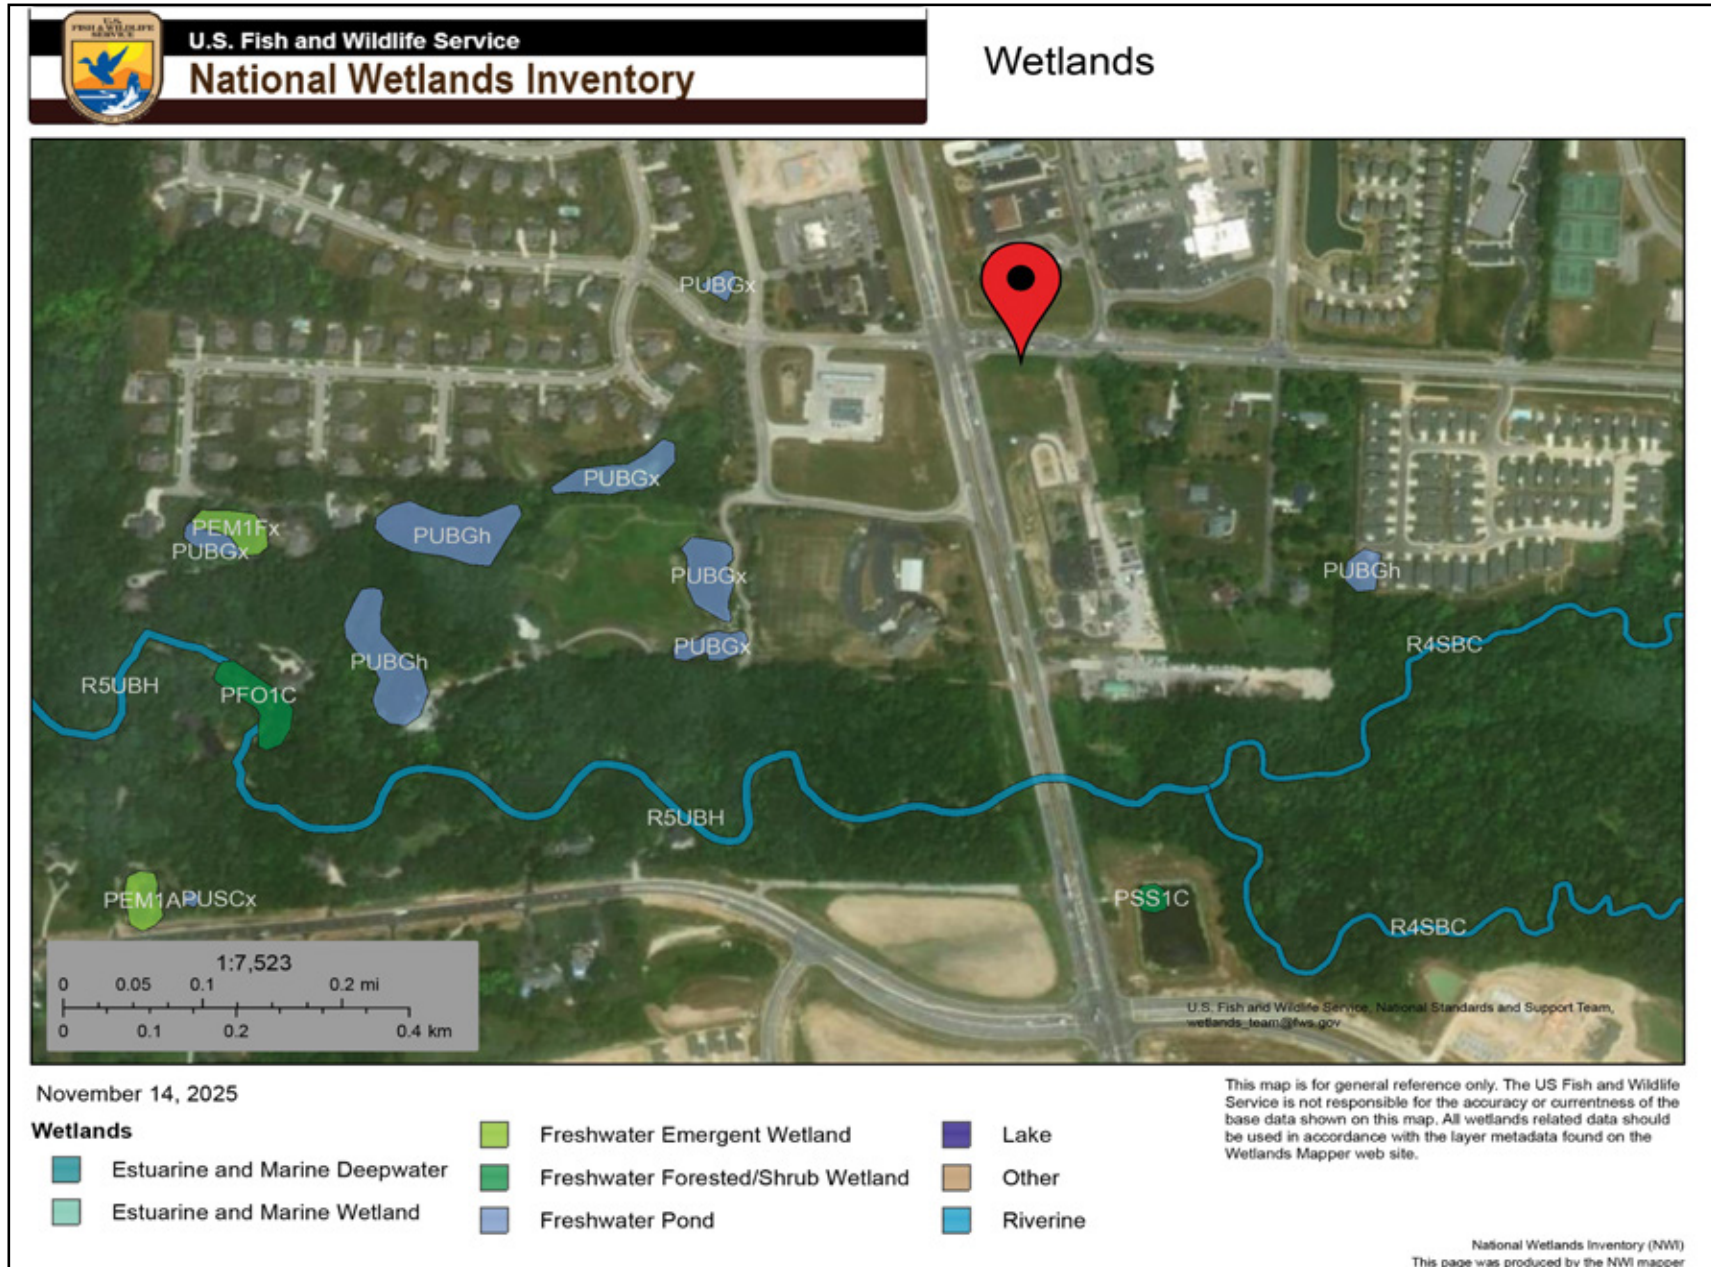 U.S.
FISH & WILDLIFE
SERVICE
U.S. Fish and Wildlife Service
National Wetlands Inventory
Wetlands
PUBGx
PUBGx
PEM1Fx
PUBGx
PUBGh
PUBGx
PUBGh
PUBGx
R4SBC
PUBGh
R5UBH
PFO1C
R5UBH
PEM1A
PUSCx
PSS1C
R4SBC
1:7,523
0 0.05 0.1 0.2 mi
0 0.1 0.2 0.4 km
U.S. Fish and Wildlife Service, National Standards and Support Team,
wetlands_team@fws.gov
November 14, 2025
Wetlands
Estuarine and Marine Deepwater
Estuarine and Marine Wetland
Freshwater Emergent Wetland
Freshwater Forested/Shrub Wetland
Freshwater Pond
Lake
Other
Riverine
This map is for general reference only. The US Fish and Wildlife
Service is not responsible for the accuracy or currentness of the
base data shown on this map. All wetlands related data should
be used in accordance with the layer metadata found on the
Wetlands Mapper web site.
National Wetlands Inventory (NWI)
This page was produced by the NWI mapper